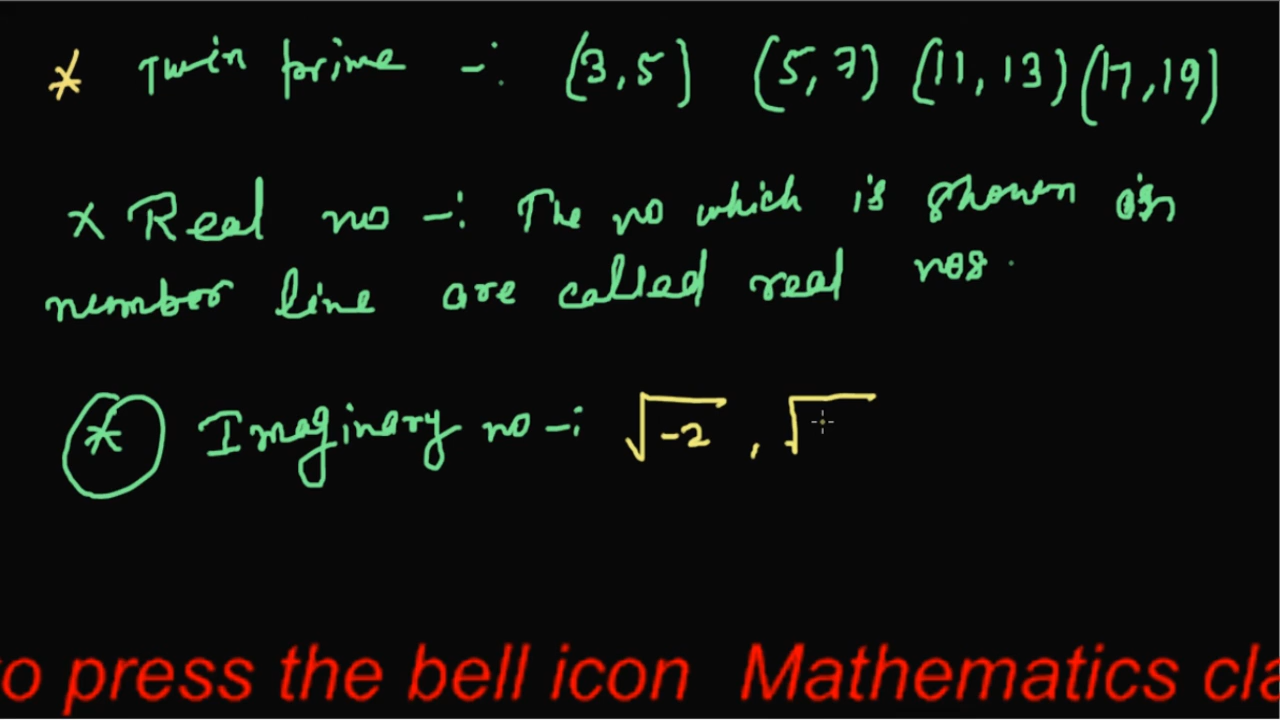 * Twin prime -: (3,5) (5,7) (11,13) (17,19)
* Real no -: The no which is shown on
number line are called real nos.
* Imaginary no -: √-2 , √
to press the bell icon Mathematics cla